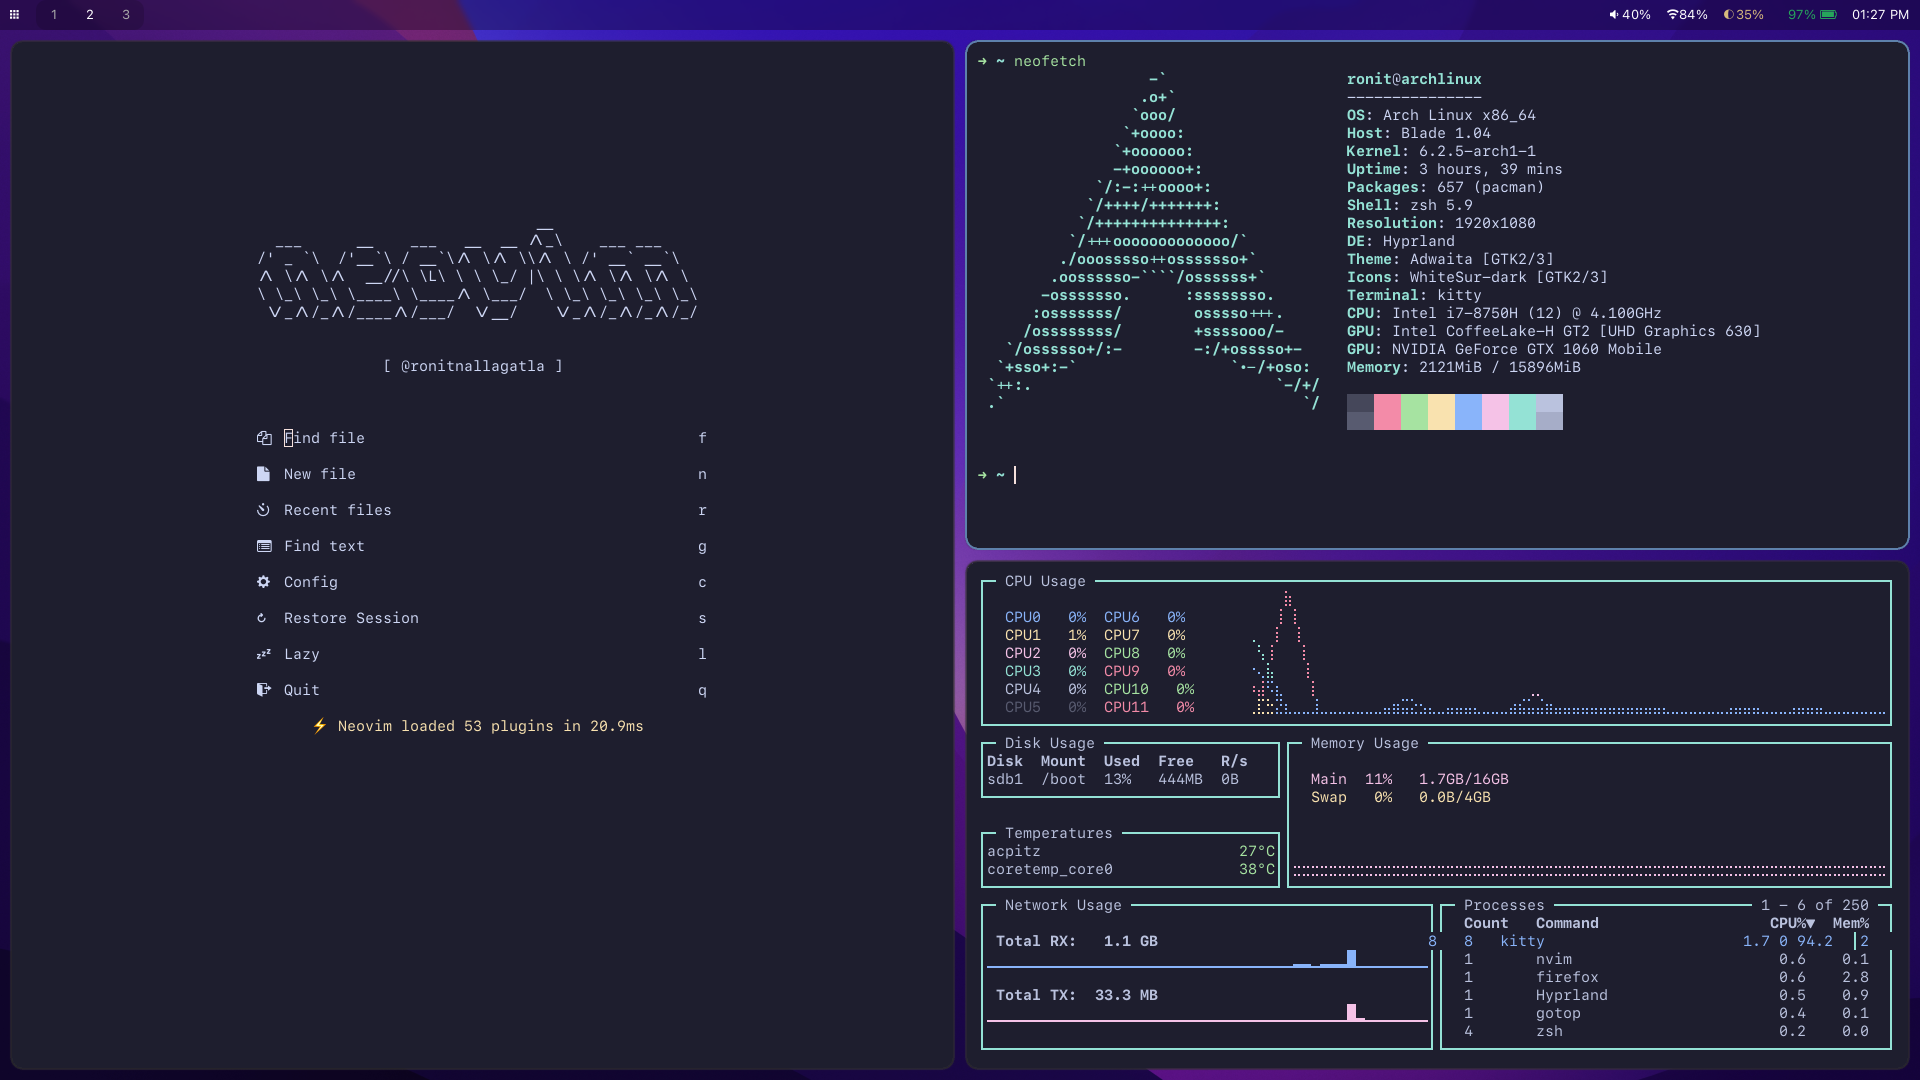 1 2 3
40% 84% 35% 97% 01:27 PM
neovim
[ @ronitnallagatla ]
Find file f
New file n
Recent files r
Find text g
Config c
Restore Session s
Lazy l
Quit q
⚡ Neovim loaded 53 plugins in 20.9ms
→ ~ neofetch
ronit@archlinux
---------------
OS: Arch Linux x86_64
Host: Blade 1.04
Kernel: 6.2.5-arch1-1
Uptime: 3 hours, 39 mins
Packages: 657 (pacman)
Shell: zsh 5.9
Resolution: 1920x1080
DE: Hyprland
Theme: Adwaita [GTK2/3]
Icons: WhiteSur-dark [GTK2/3]
Terminal: kitty
CPU: Intel i7-8750H (12) @ 4.100GHz
GPU: Intel CoffeeLake-H GT2 [UHD Graphics 630]
GPU: NVIDIA GeForce GTX 1060 Mobile
Memory: 2121MiB / 15896MiB
→ ~
CPU Usage
CPU0 0% CPU6 0%
CPU1 1% CPU7 0%
CPU2 0% CPU8 0%
CPU3 0% CPU9 0%
CPU4 0% CPU10 0%
CPU5 0% CPU11 0%
Disk Usage
Disk Mount Used Free R/s
sdb1 /boot 13% 444MB 0B
Memory Usage
Main 11% 1.7GB/16GB
Swap 0% 0.0B/4GB
Temperatures
acpitz 27°C
coretemp_core0 38°C
Network Usage
Total RX: 1.1 GB
Total TX: 33.3 MB
Processes 1 - 6 of 250
Count Command CPU%▼ Mem%
8 8 kitty 1.7 0 94.2 2
1 nvim 0.6 0.1
1 firefox 0.6 2.8
1 Hyprland 0.5 0.9
1 gotop 0.4 0.1
4 zsh 0.2 0.0